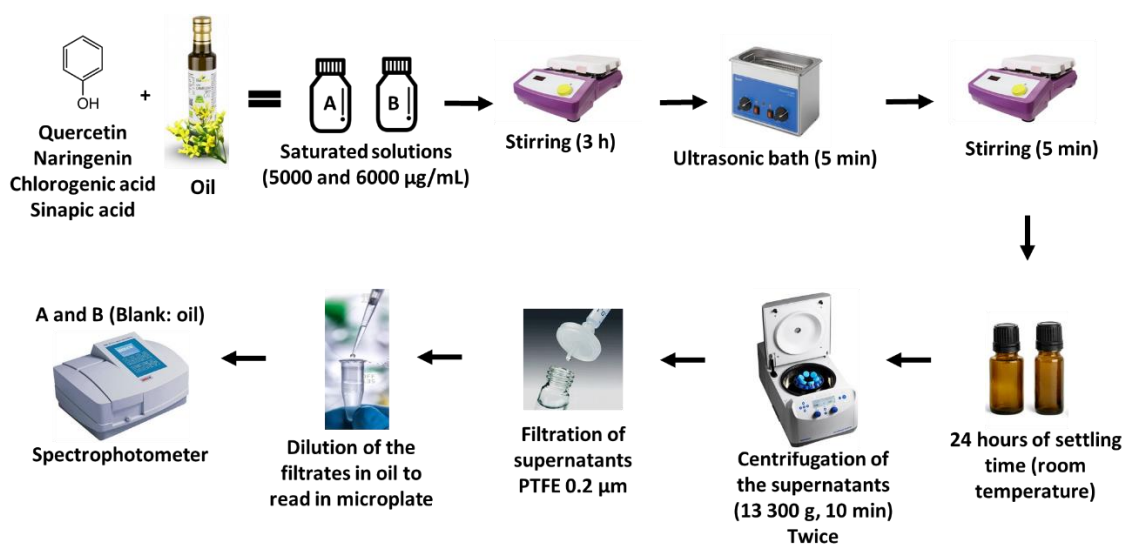 OH
+
Quercetin
Naringenin
Chlorogenic acid
Sinapic acid
Oil
=
A
B
Saturated solutions
(5000 and 6000 µg/mL)
Stirring (3 h)
Ultrasonic bath (5 min)
Stirring (5 min)
24 hours of settling
time (room
temperature)
Centrifugation of
the supernatants
(13 300 g, 10 min)
Twice
Filtration of
supernatants
PTFE 0.2 µm
Dilution of the
filtrates in oil to
read in microplate
A and B (Blank: oil)
Spectrophotometer